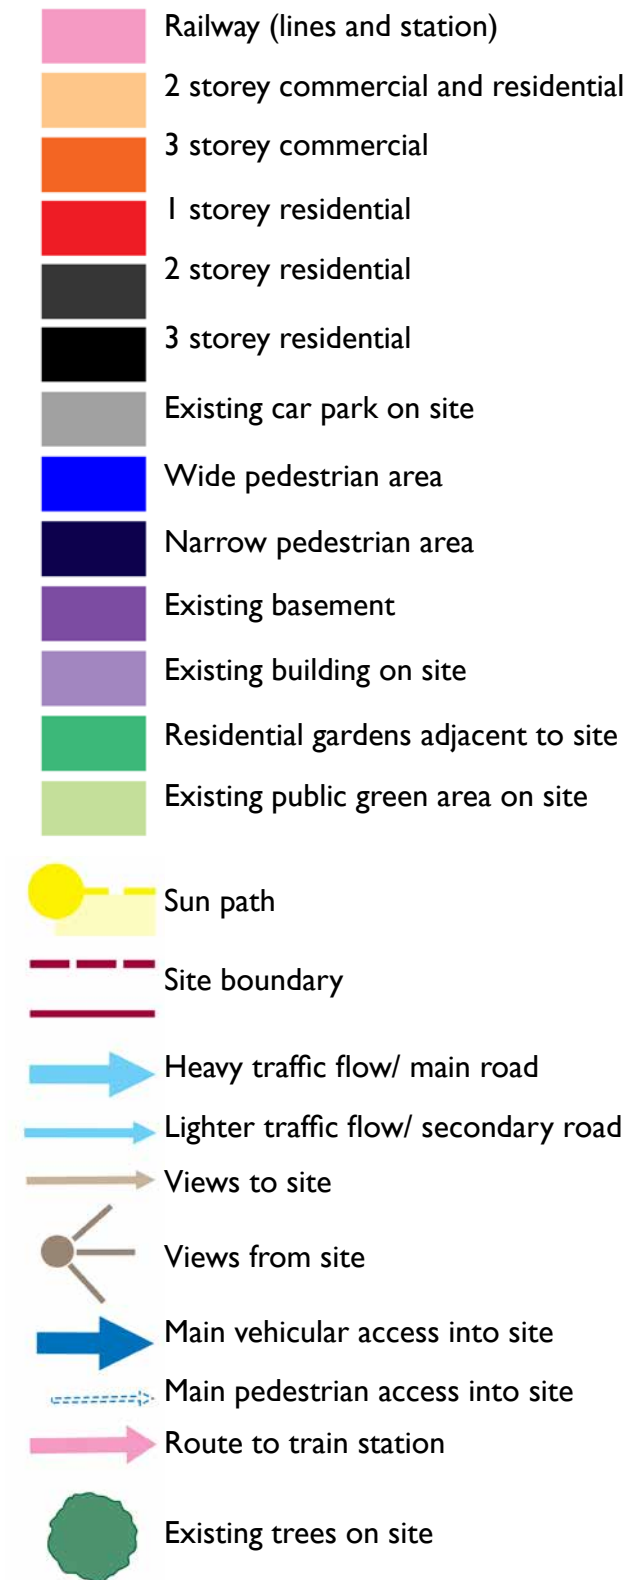 Railway (lines and station)
2 storey commercial and residential
3 storey commercial
1 storey residential
2 storey residential
3 storey residential
Existing car park on site
Wide pedestrian area
Narrow pedestrian area
Existing basement
Existing building on site
Residential gardens adjacent to site
Existing public green area on site
Sun path
Site boundary
Heavy traffic flow/ main road
Lighter traffic flow/ secondary road
Views to site
Views from site
Main vehicular access into site
Main pedestrian access into site
Route to train station
Existing trees on site